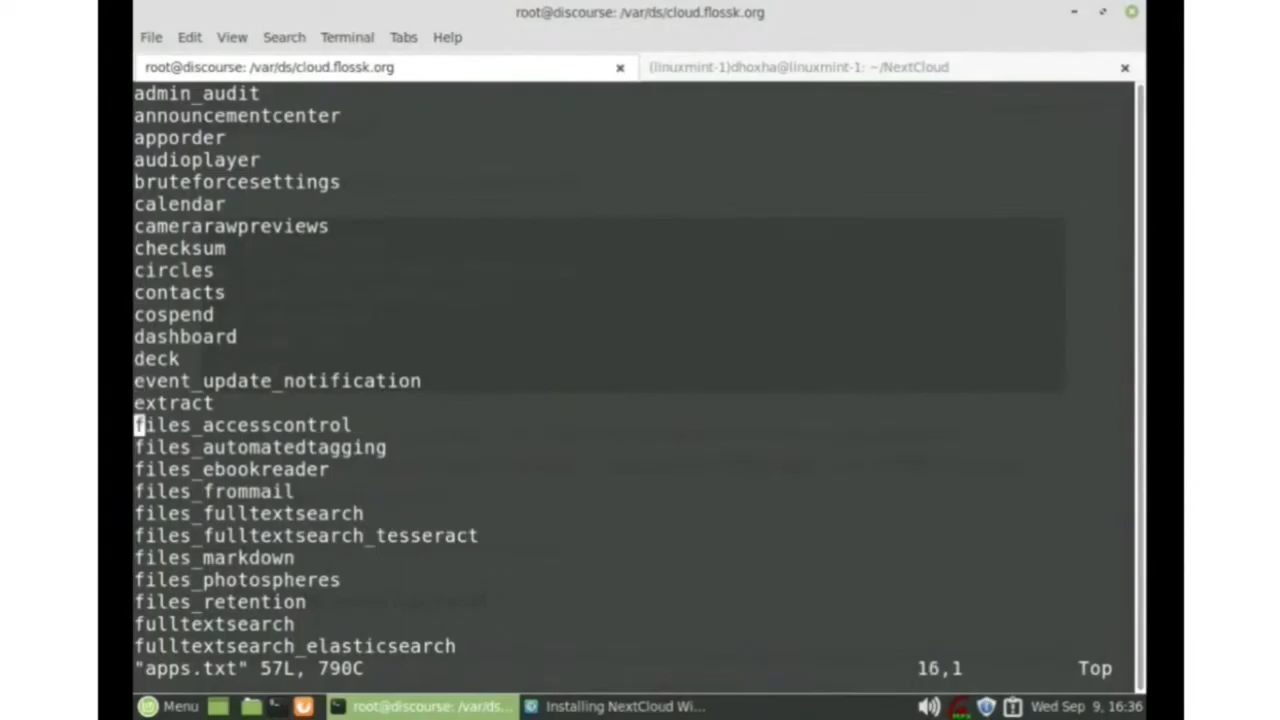 root@discourse: /var/ds/cloud.flossk.org
File Edit View Search Terminal Tabs Help
root@discourse: /var/ds/cloud.flossk.org × (linuxmint-1)dhoxha@linuxmint-1: ~/NextCloud ×
admin_audit
announcementcenter
apporder
audioplayer
bruteforcesettings
calendar
camerarawpreviews
checksum
circles
contacts
cospend
dashboard
deck
event_update_notification
extract
files_accesscontrol
files_automatedtagging
files_ebookreader
files_frommail
files_fulltextsearch
files_fulltextsearch_tesseract
files_markdown
files_photospheres
files_retention
fulltextsearch
fulltextsearch_elasticsearch
"apps.txt" 57L, 790C 16,1 Top
Menu root@discourse: /var/ds... Installing NextCloud Wi... Wed Sep 9, 16:36